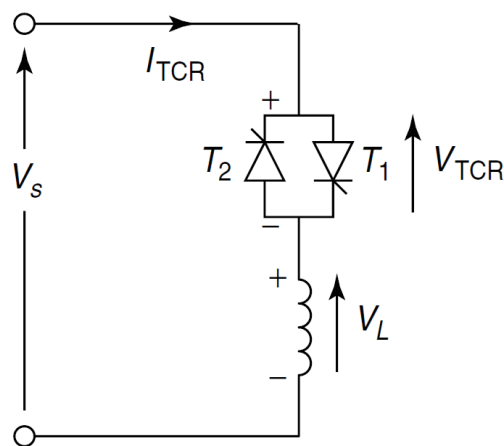 I_TCR
+
T_2
T_1
V_TCR
V_s
−
+
V_L
−